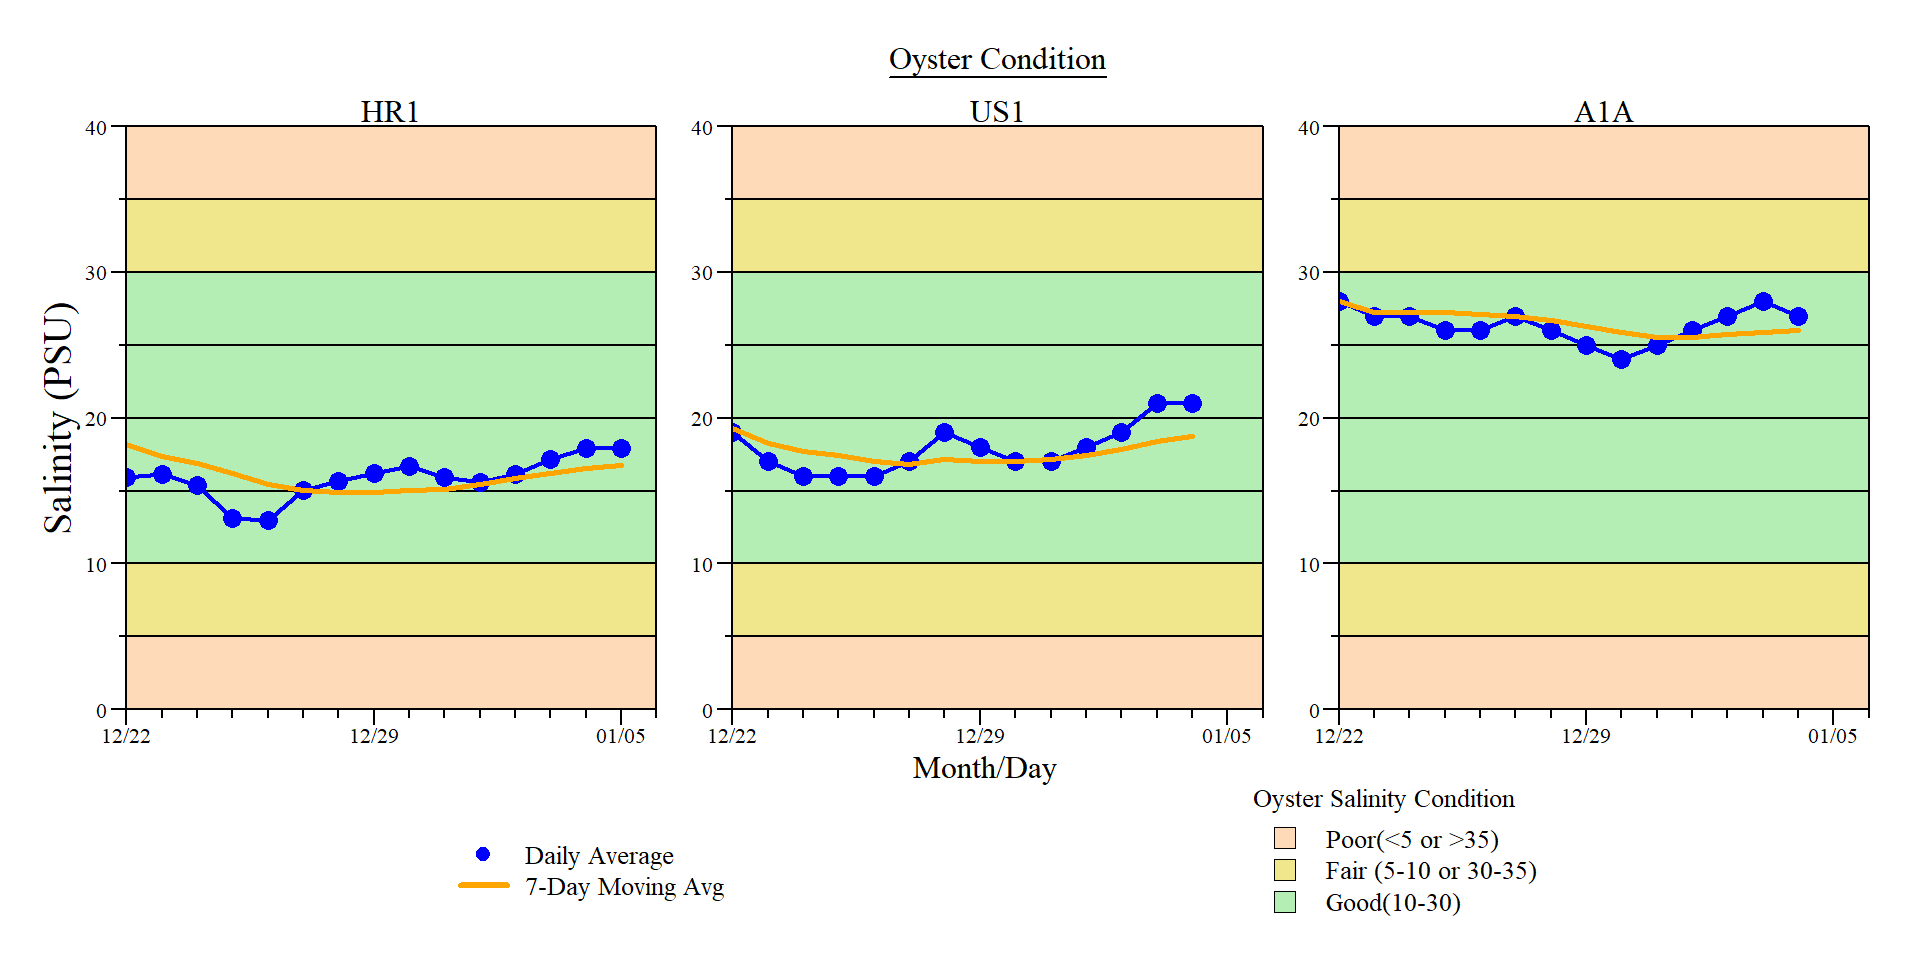 Oyster Condition
HR1
US1
A1A
Salinity (PSU)
40
30
20
10
0
40
30
20
10
0
40
30
20
10
0
12/22
12/29
01/05
12/22
12/29
01/05
12/22
12/29
01/05
Month/Day
Daily Average
7-Day Moving Avg
Oyster Salinity Condition
Poor(<5 or >35)
Fair (5-10 or 30-35)
Good(10-30)